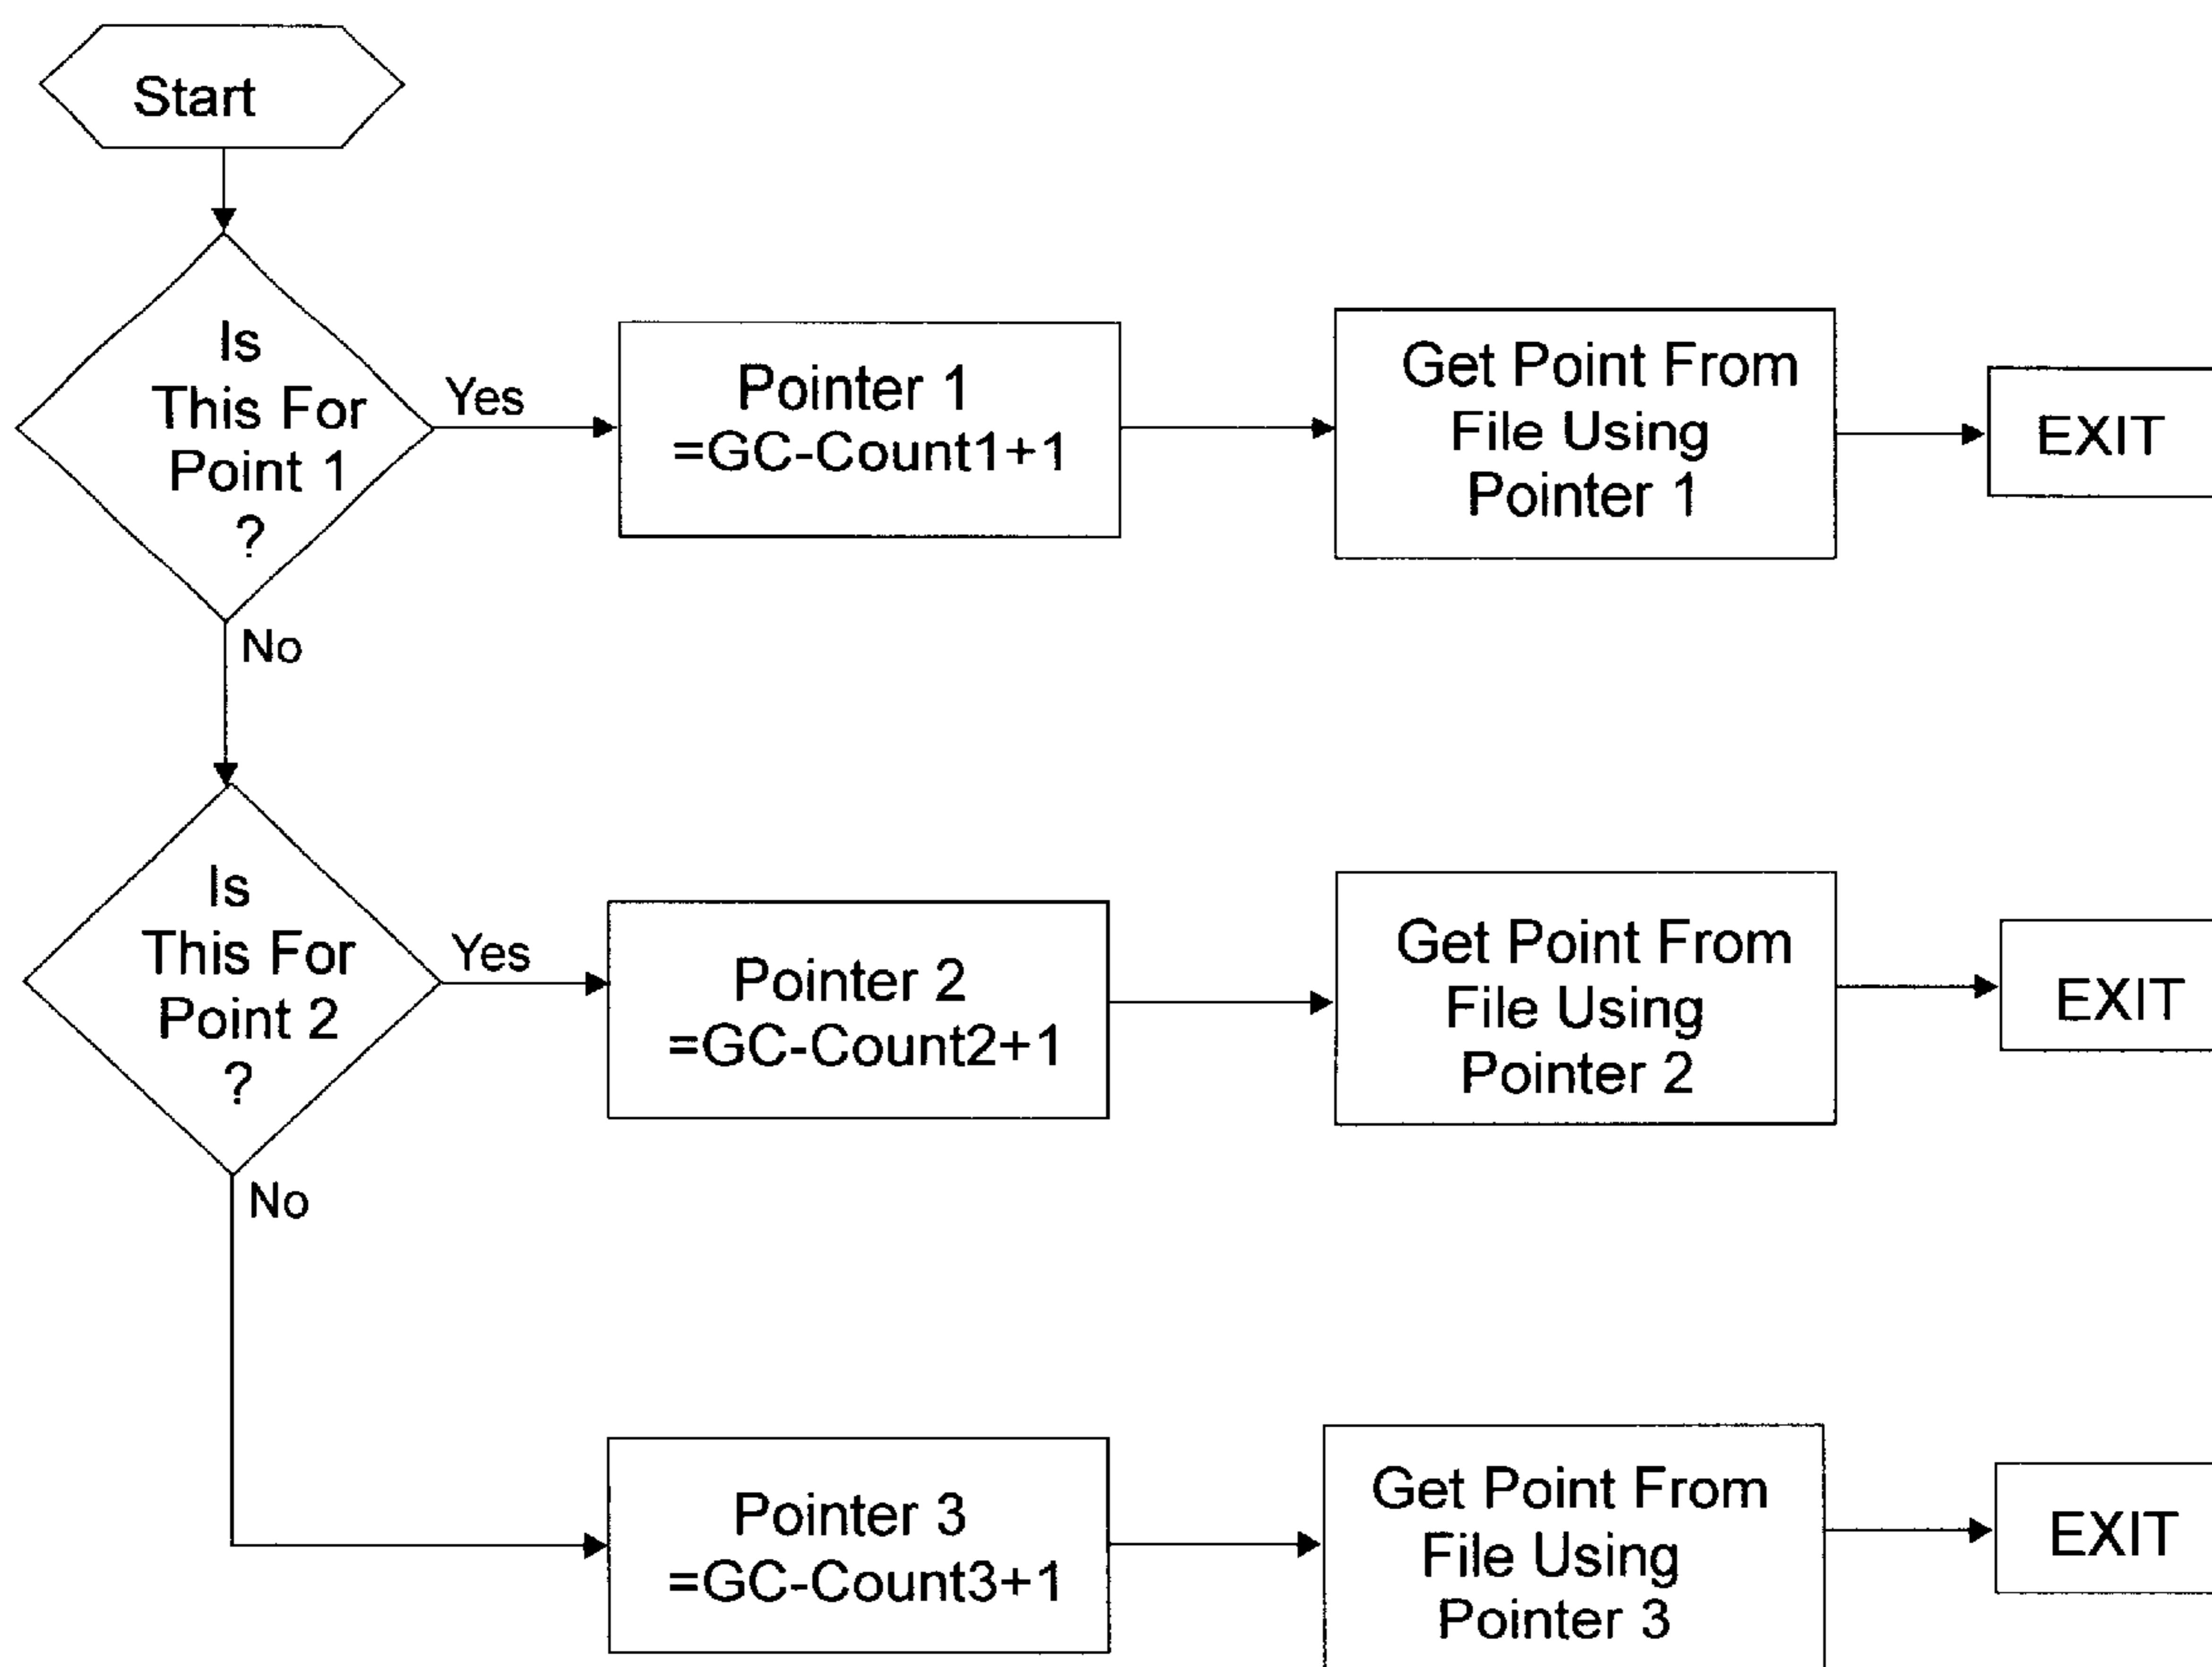 Start
Is
This For
Point 1
?
Yes
Pointer 1
=GC-Count1+1
Get Point From
File Using
Pointer 1
EXIT
No
Is
This For
Point 2
?
Yes
Pointer 2
=GC-Count2+1
Get Point From
File Using
Pointer 2
EXIT
No
Pointer 3
=GC-Count3+1
Get Point From
File Using
Pointer 3
EXIT